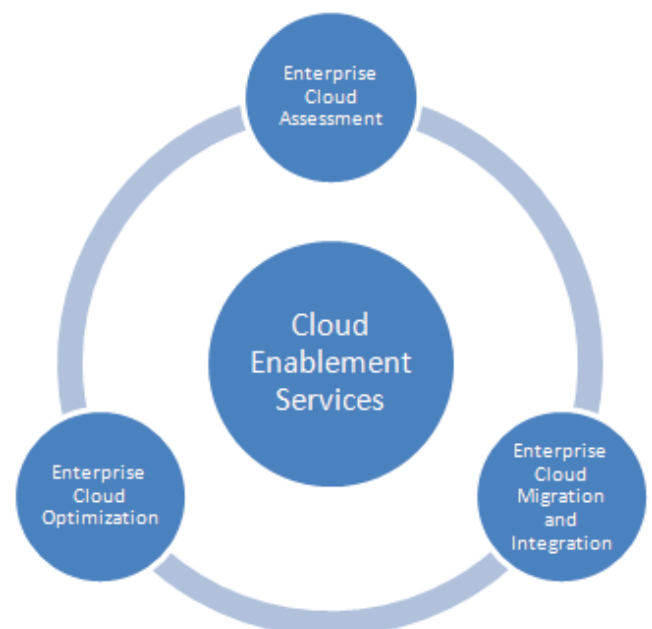 Enterprise
Cloud
Assessment
Cloud
Enablement
Services
Enterprise
Cloud
Optimization
Enterprise
Cloud
Migration
and
Integration